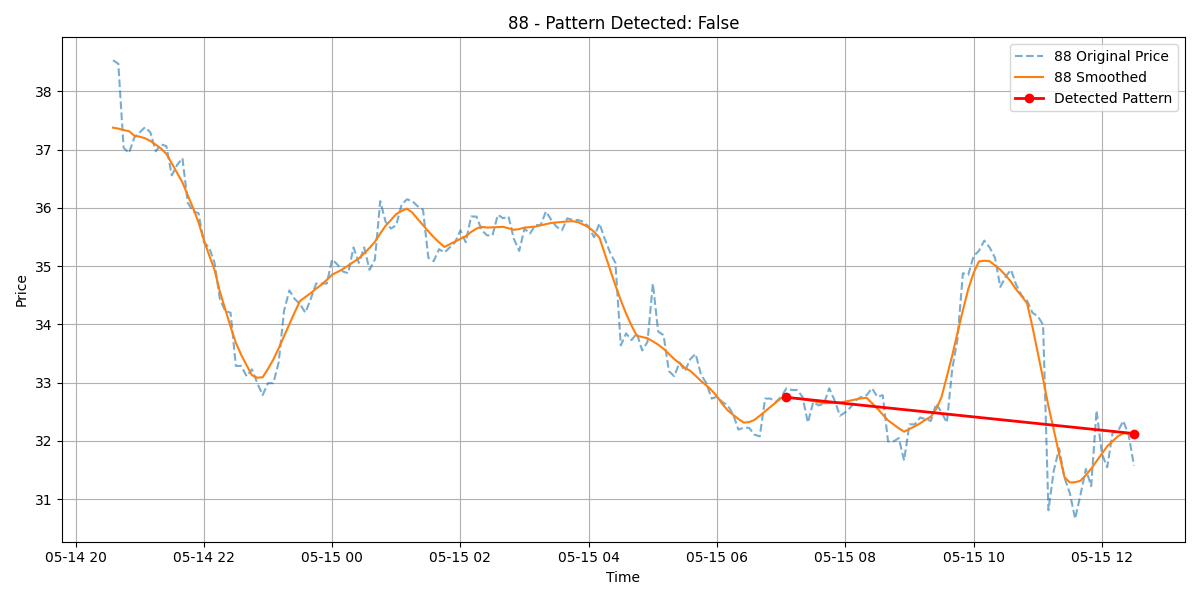 88 - Pattern Detected: False
88 Original Price
88 Smoothed
Detected Pattern
Price
38
37
36
35
34
33
32
31
05-14 20
05-14 22
05-15 00
05-15 02
05-15 04
05-15 06
05-15 08
05-15 10
05-15 12
Time